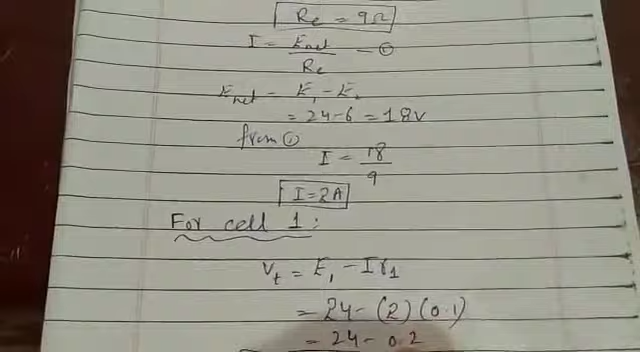 Re = 9Ω
I = Enet / Re — ①
Enet = E₁ - E₂
= 24-6 = 18V
from ①
I = 18 / 9
I = 2A
For cell 1:
Vt = E₁ - Ir₁
= 24 - (2)(0.1)
= 24 - 0.2